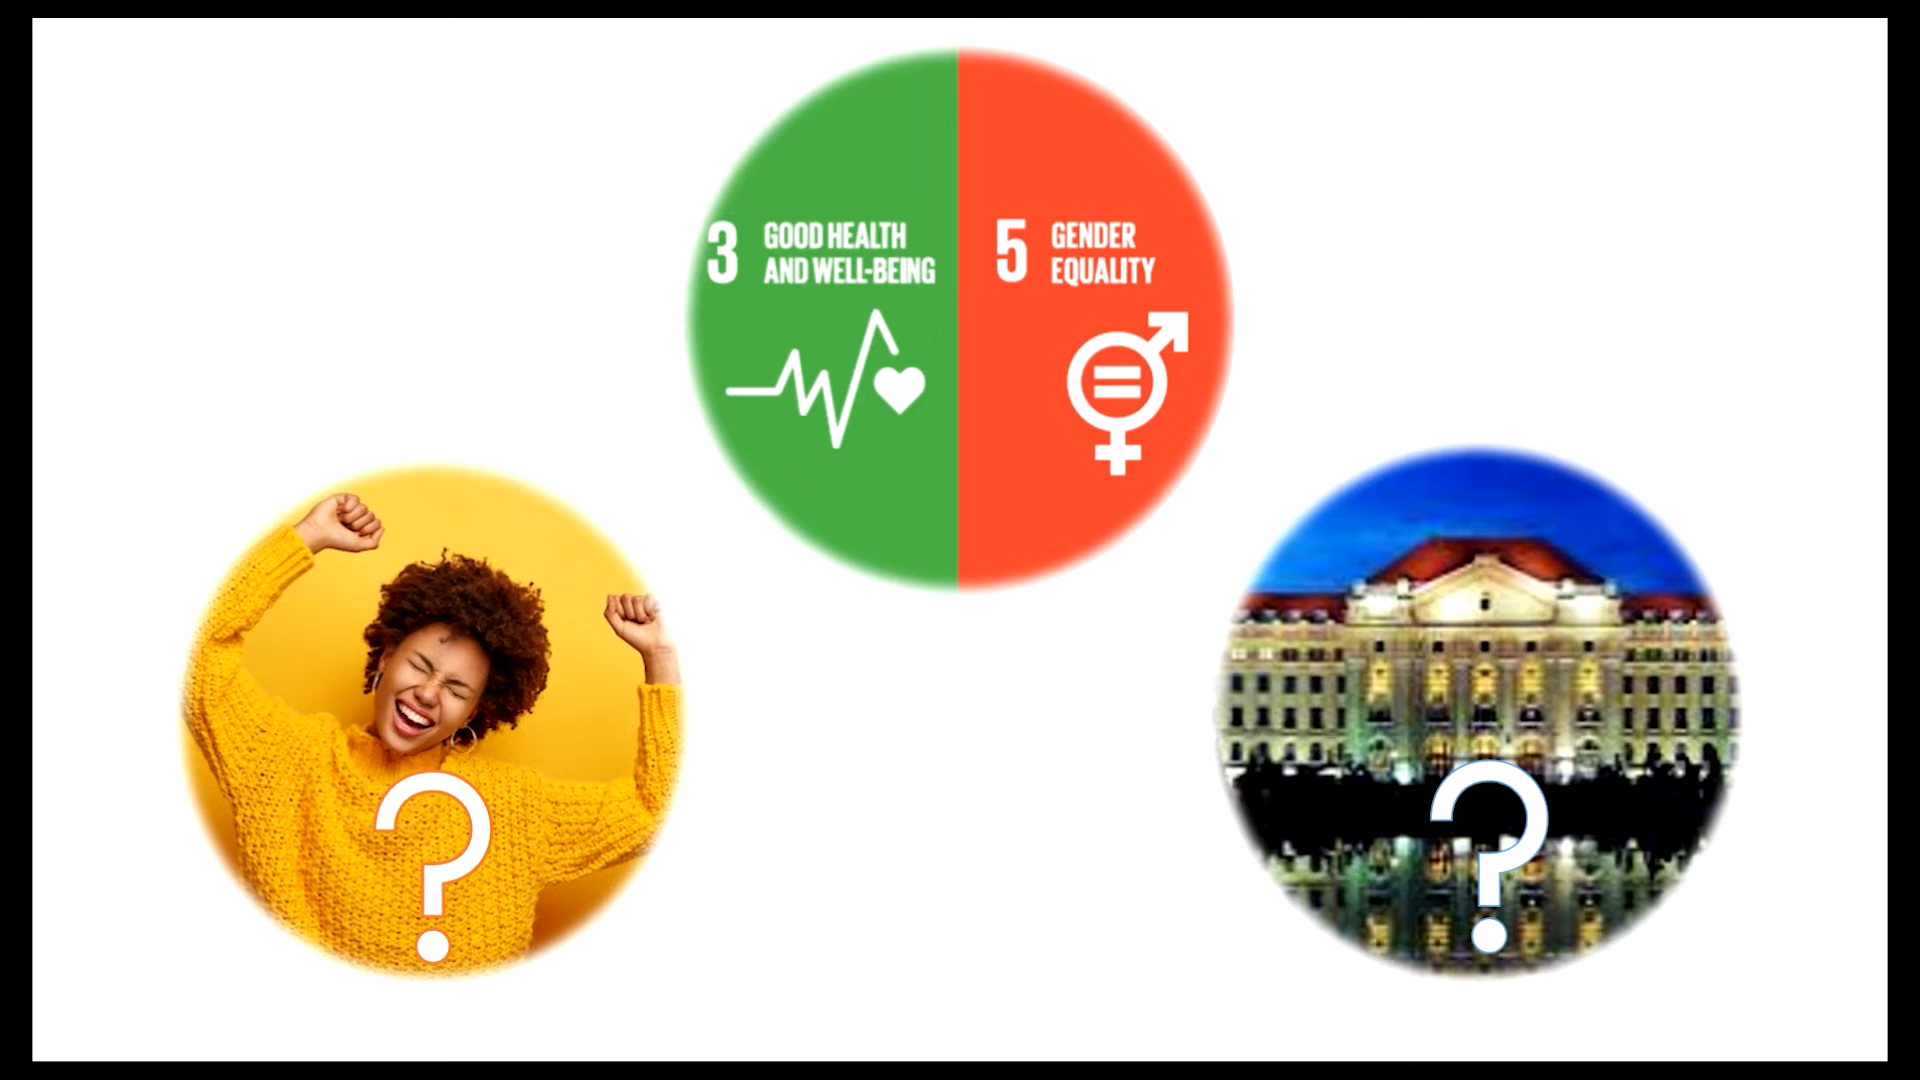 3 GOOD HEALTH
AND WELL-BEING
5 GENDER
EQUALITY
?
?